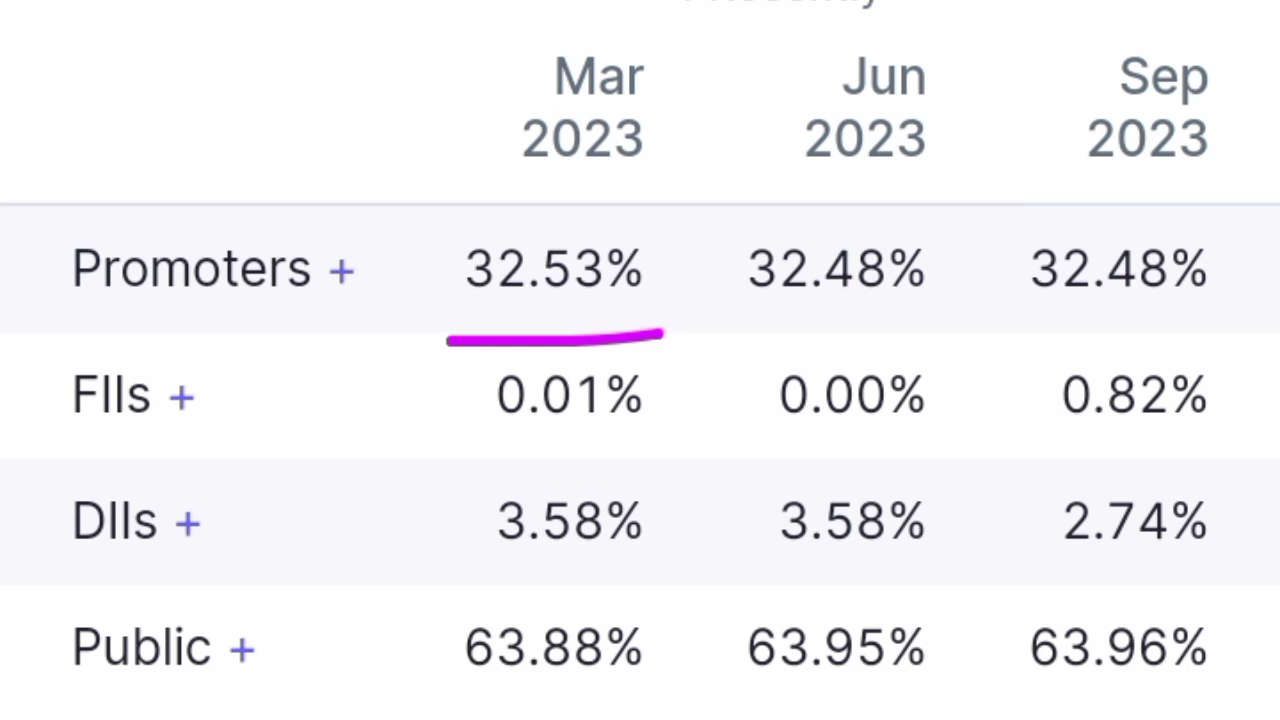 Mar Jun Sep
2023 2023 2023
Promoters + 32.53% 32.48% 32.48%
FIIs + 0.01% 0.00% 0.82%
DIIs + 3.58% 3.58% 2.74%
Public + 63.88% 63.95% 63.96%